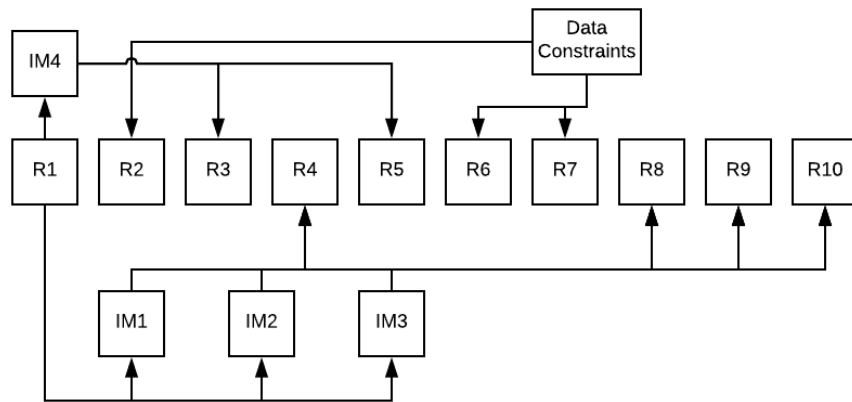 Data
Constraints
IM4
R1
R2
R3
R4
R5
R6
R7
R8
R9
R10
IM1
IM2
IM3